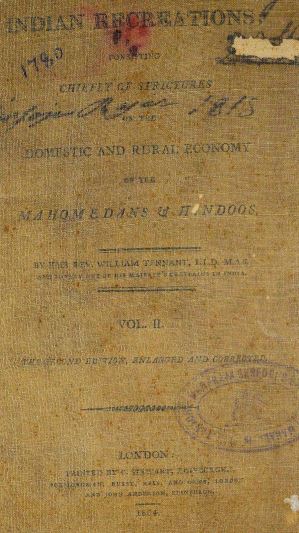 INDIAN RECREATIONS;
1780
CONSISTING
CHIEFLY OF STRICTURES
1815
ON THE
DOMESTIC AND RURAL ECONOMY
OF THE
MAHOMEDANS & HINDOOS,
BY THE REV. WILLIAM TENNANT, LL.D. M.A.S.
AND LATELY ONE OF HIS MAJESTY'S CHAPLAINS IN INDIA.
VOL. II.
THE SECOND EDITION, ENLARGED AND CORRECTED.
LONDON:
PRINTED BY C. STEWART, EDINBURGH,
FOR LONGMAN, HURST, REES, AND ORME, LONDON,
AND JOHN ANDERSON, EDINBURGH.
1804.